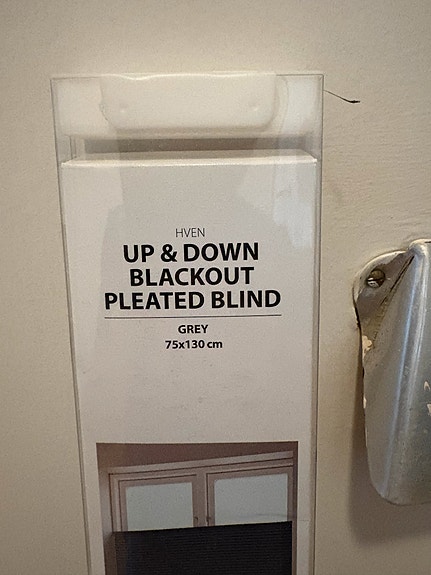 HVEN
UP & DOWN
BLACKOUT
PLEATED BLIND
GREY
75x130 cm